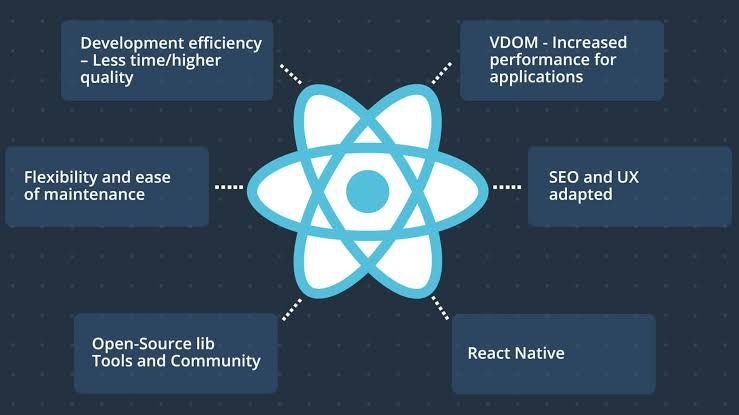 Development efficiency
– Less time/higher
quality
VDOM - Increased
performance for
applications
Flexibility and ease
of maintenance
SEO and UX
adapted
Open-Source lib
Tools and Community
React Native